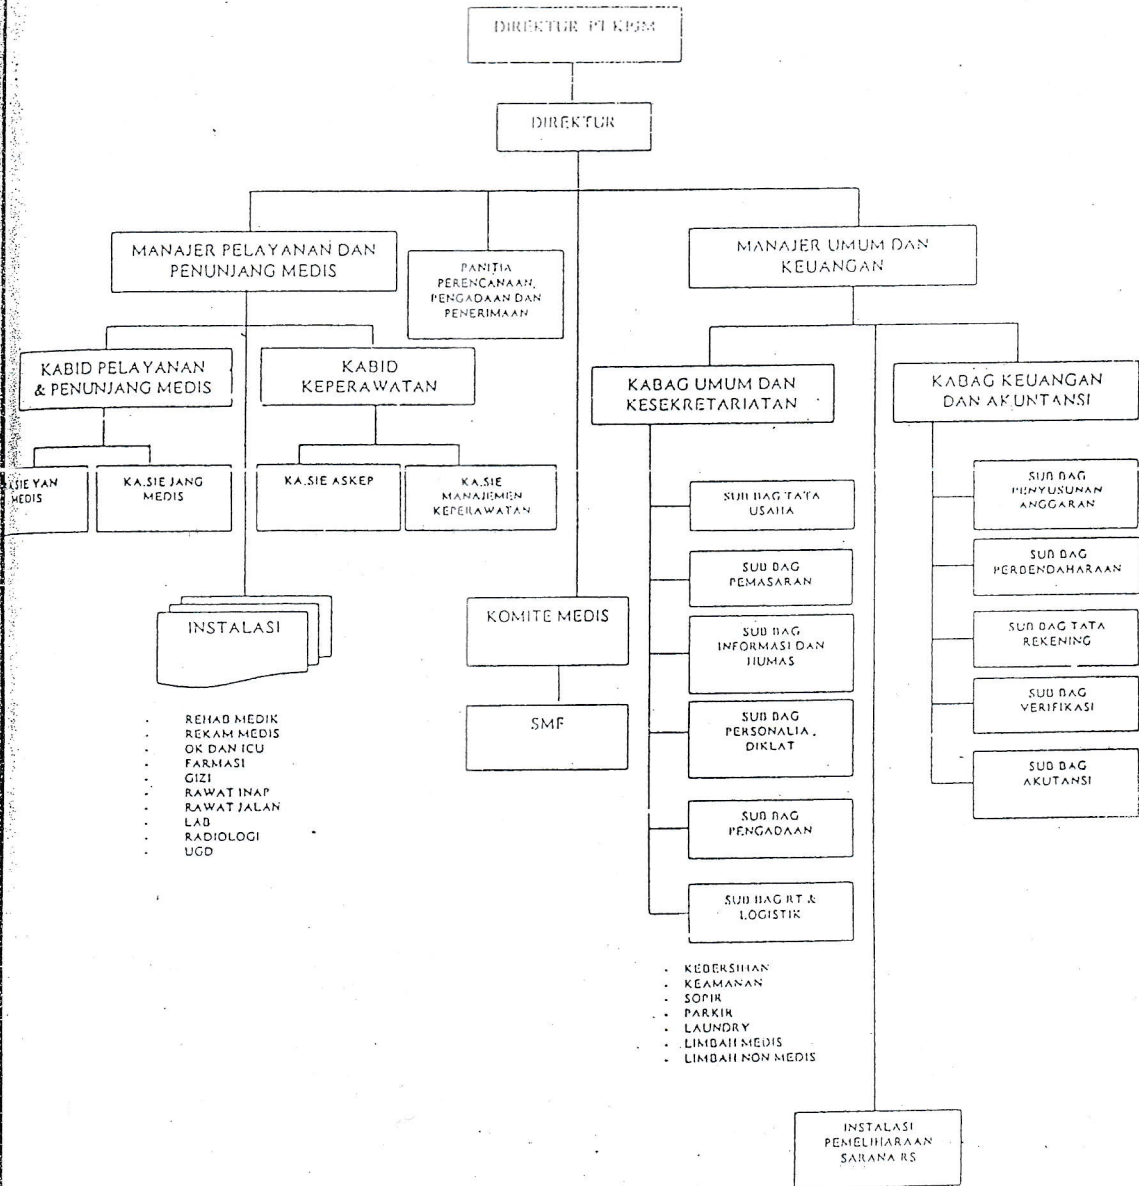 DIREKTUR PT KPJM
DIREKTUR
MANAJER PELAYANAN DAN
PENUNJANG MEDIS
PANITIA
PERENCANAAN,
PENGADAAN DAN
PENERIMAAN
MANAJER UMUM DAN
KEUANGAN
KABID PELAYANAN
& PENUNJANG MEDIS
KABID
KEPERAWATAN
KABAG UMUM DAN
KESEKRETARIATAN
KABAG KEUANGAN
DAN AKUNTANSI
A.SIE YAN
MEDIS
KA.SIE JANG
MEDIS
KA.SIE ASKEP
KA.SIE
MANAJEMEN
KEPERAWATAN
SUB BAG TATA
USAHA
SUB BAG
PEMASARAN
SUB BAG
INFORMASI DAN
HUMAS
SUB BAG
PERSONALIA,
DIKLAT
SUB BAG
PENGADAAN
SUB BAG RT &
LOGISTIK
SUB BAG
PENYUSUNAN
ANGGARAN
SUB BAG
PERBENDAHARAAN
SUB BAG TATA
REKENING
SUB BAG
VERIFIKASI
SUB BAG
AKUTANSI
INSTALASI
KOMITE MEDIS
SMF
- REHAB MEDIK
- REKAM MEDIS
- OK DAN ICU
- FARMASI
- GIZI
- RAWAT INAP
- RAWAT JALAN
- LAB
- RADIOLOGI
- UGD
- KEBERSIHAN
- KEAMANAN
- SOPIR
- PARKIR
- LAUNDRY
- LIMBAH MEDIS
- LIMBAH NON MEDIS
INSTALASI
PEMELIHARAAN
SARANA RS